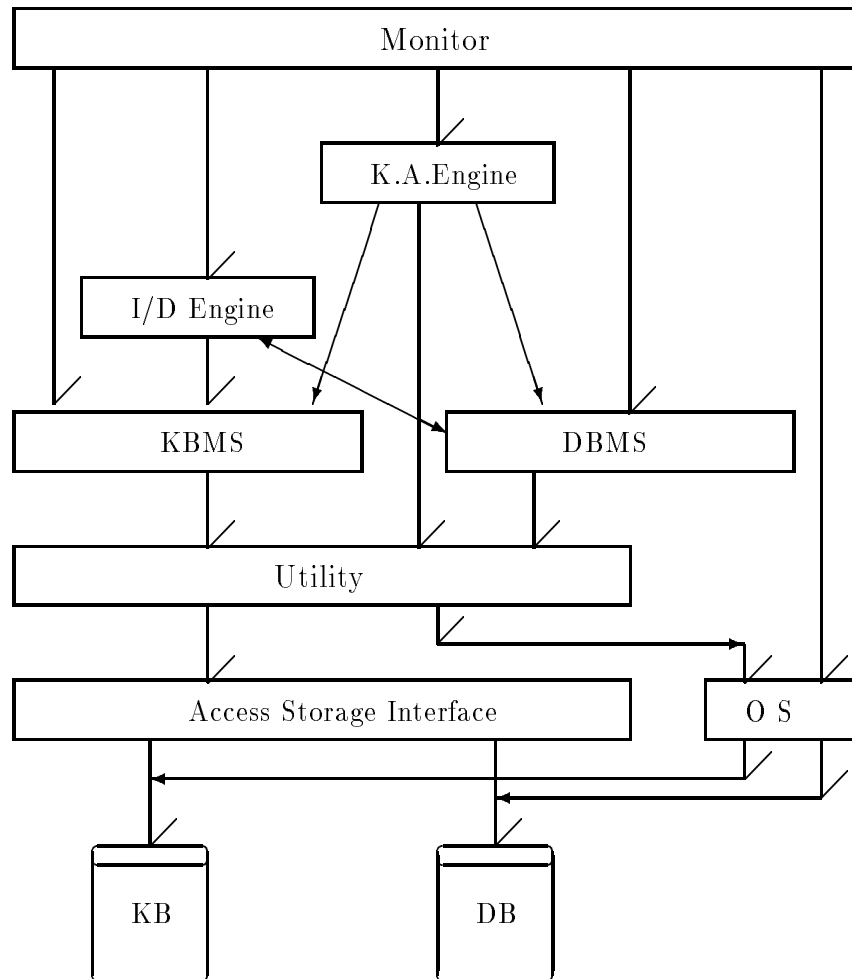 Monitor
K.A.Engine
I/D Engine
KBMS
DBMS
Utility
Access Storage Interface
O S
KB
DB